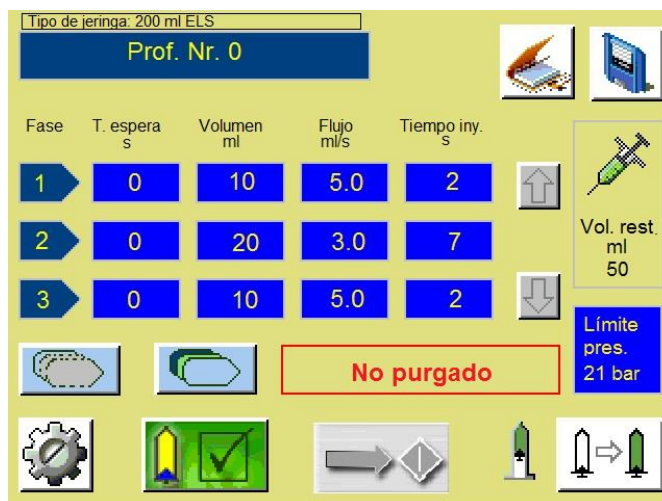 Tipo de jeringa: 200 ml ELS
Prof. Nr. 0
Fase T. espera s Volumen ml Flujo ml/s Tiempo iny. s
1 0 10 5.0 2
2 0 20 3.0 7
3 0 10 5.0 2
Vol. rest.
ml
50
Límite
pres.
21 bar
No purgado